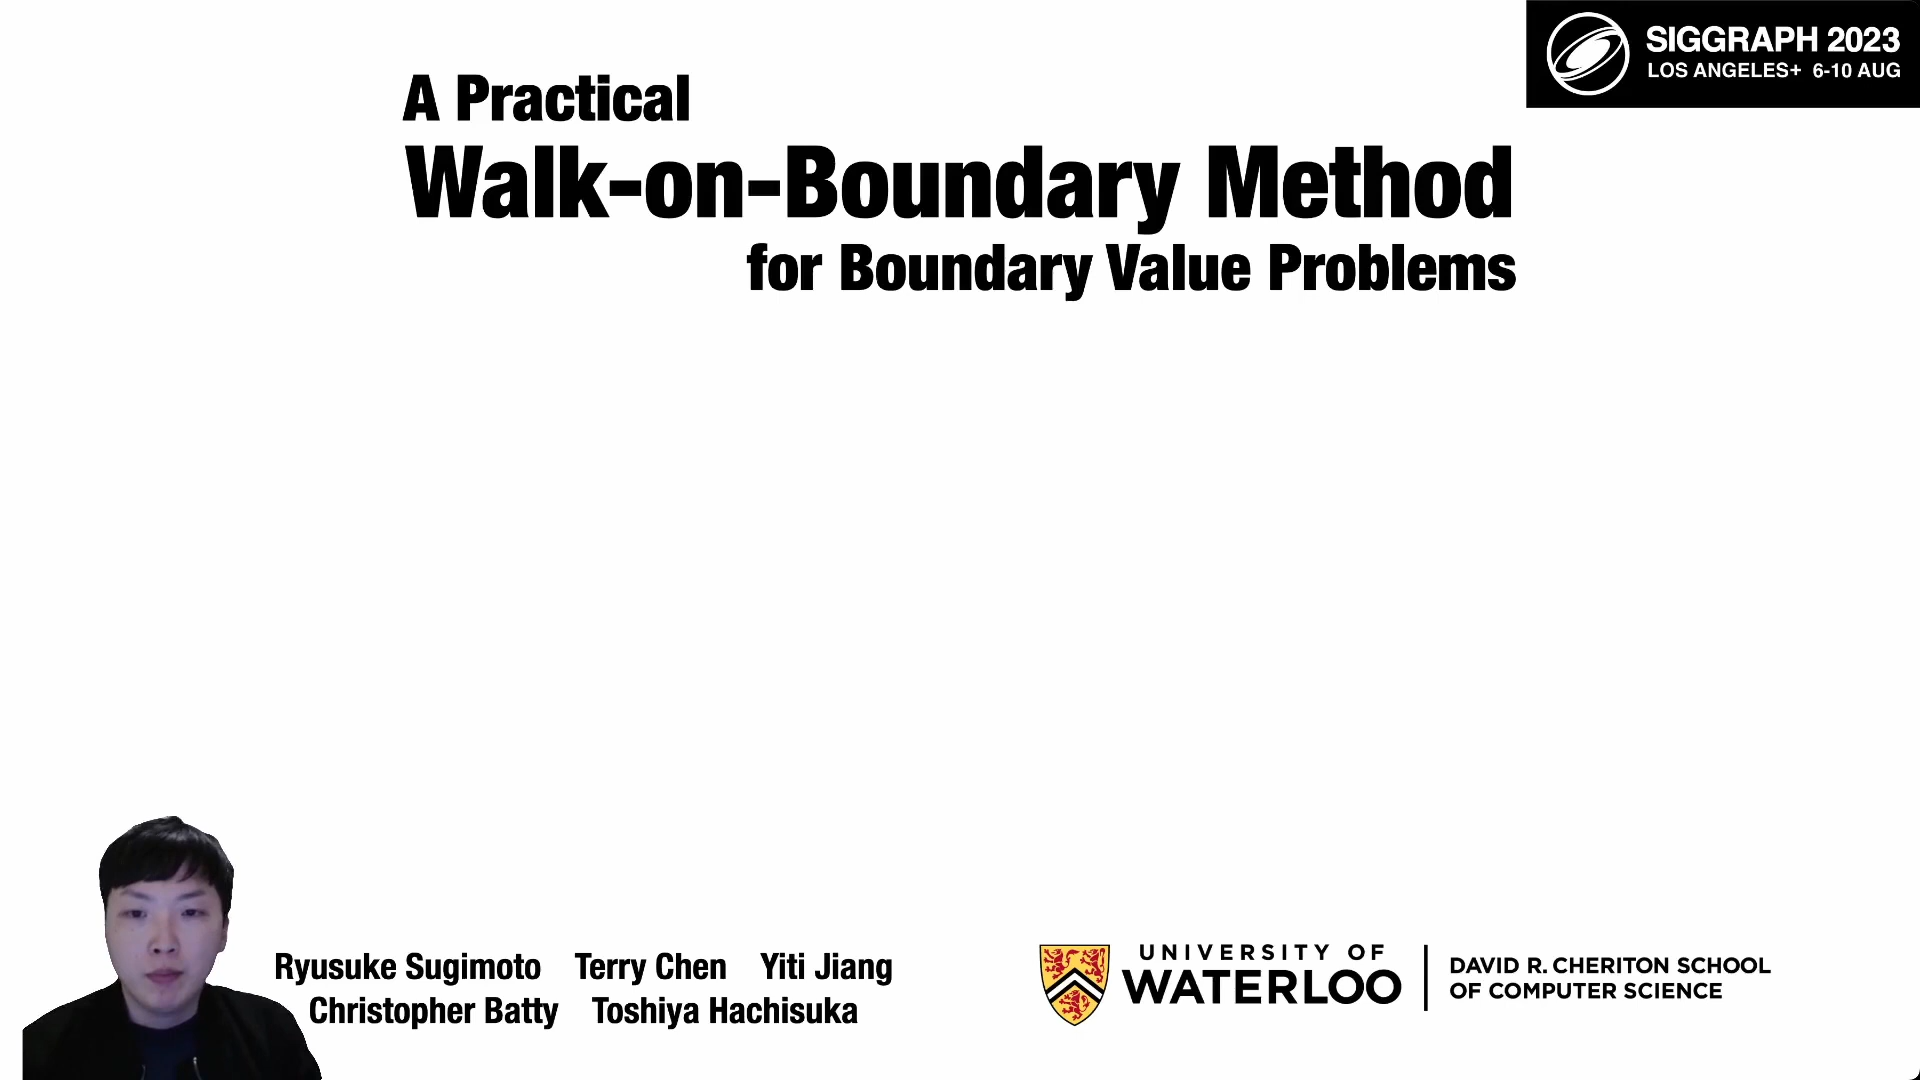 SIGGRAPH 2023
LOS ANGELES+ 6-10 AUG
A Practical
Walk-on-Boundary Method
for Boundary Value Problems
Ryusuke Sugimoto Terry Chen Yiti Jiang
Christopher Batty Toshiya Hachisuka
UNIVERSITY OF
WATERLOO
DAVID R. CHERITON SCHOOL
OF COMPUTER SCIENCE